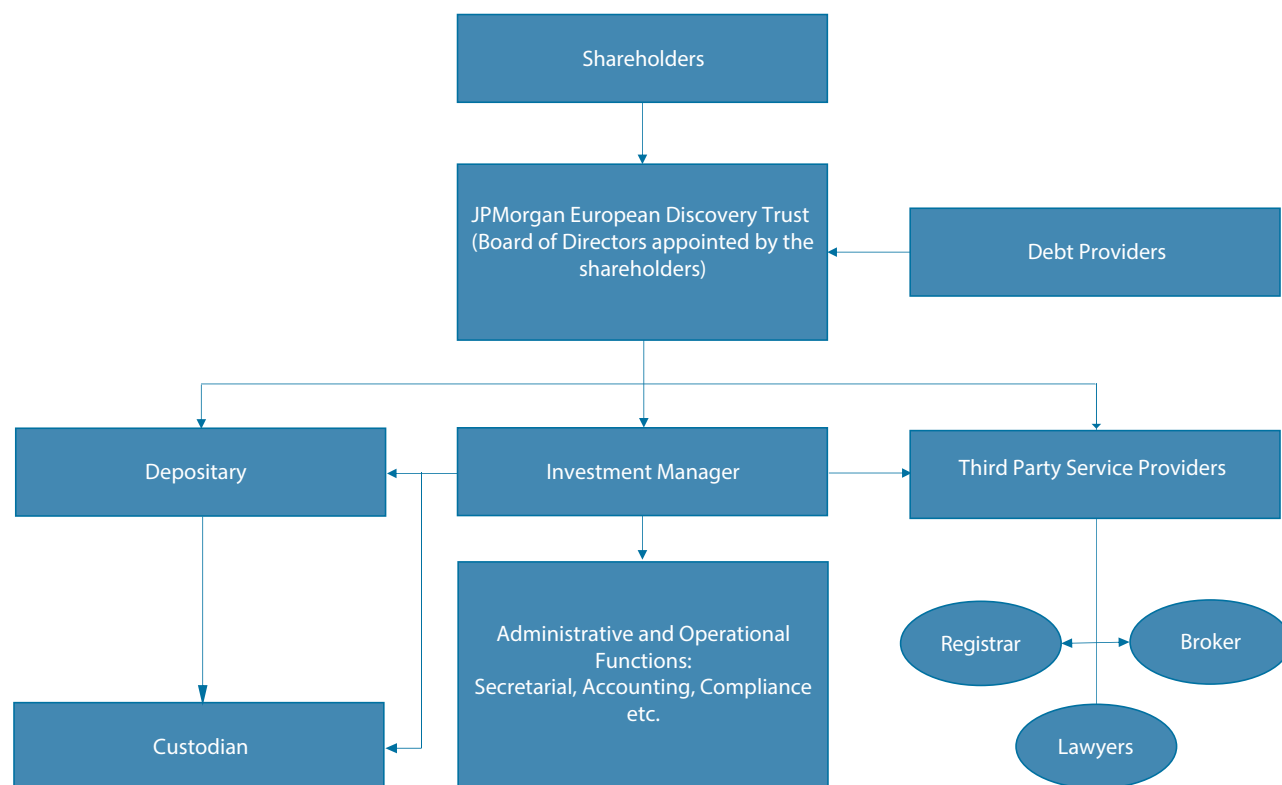 Shareholders
JPMorgan European Discovery Trust
(Board of Directors appointed by the
shareholders)
Debt Providers
Depositary
Investment Manager
Third Party Service Providers
Administrative and Operational
Functions:
Secretarial, Accounting, Compliance
etc.
Registrar
Broker
Custodian
Lawyers